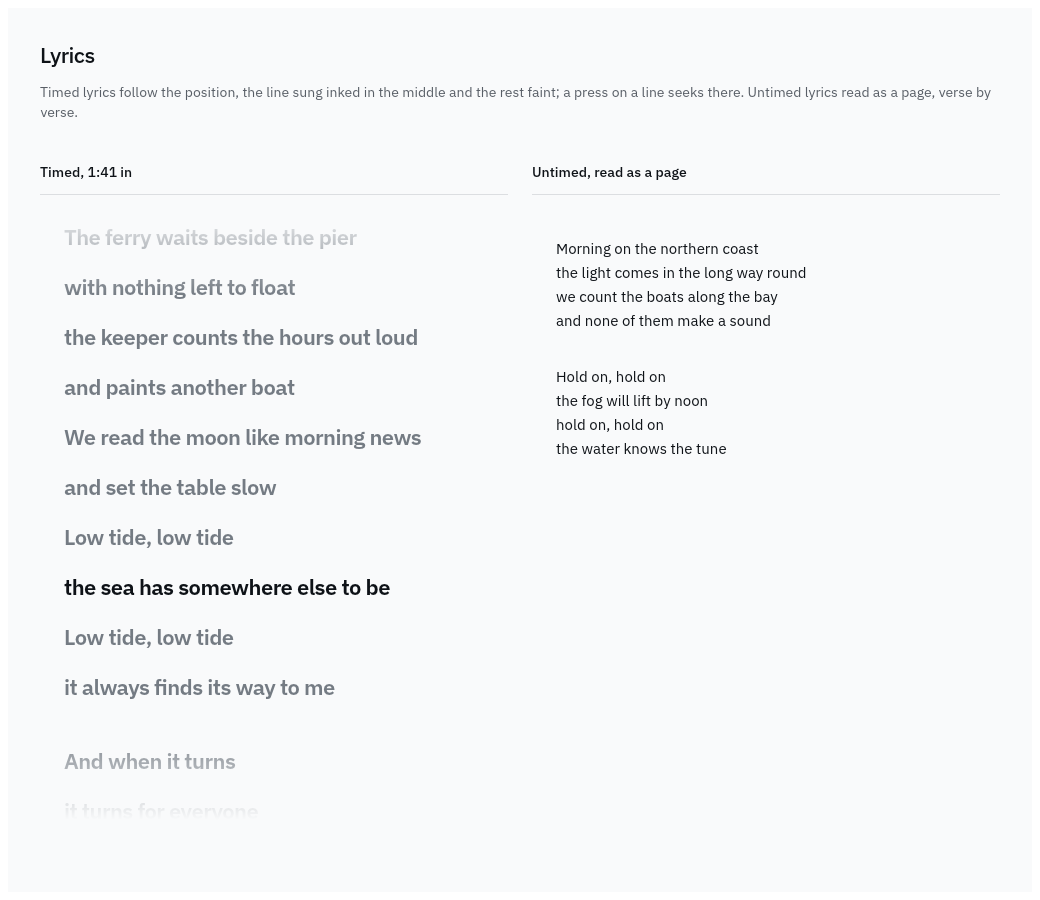 Lyrics
Timed lyrics follow the position, the line sung inked in the middle and the rest faint; a press on a line seeks there. Untimed lyrics read as a page, verse by
verse.
Timed, 1:41 in
The ferry waits beside the pier
with nothing left to float
the keeper counts the hours out loud
and paints another boat
We read the moon like morning news
and set the table slow
Low tide, low tide
the sea has somewhere else to be
Low tide, low tide
it always finds its way to me
And when it turns
it turns for everyone
Untimed, read as a page
Morning on the northern coast
the light comes in the long way round
we count the boats along the bay
and none of them make a sound
Hold on, hold on
the fog will lift by noon
hold on, hold on
the water knows the tune